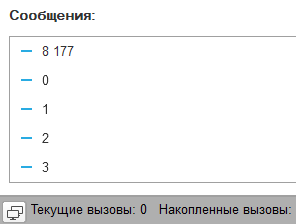 Сообщения:
— 8 177
— 0
— 1
— 2
— 3
Текущие вызовы: 0 Накопленные вызовы: